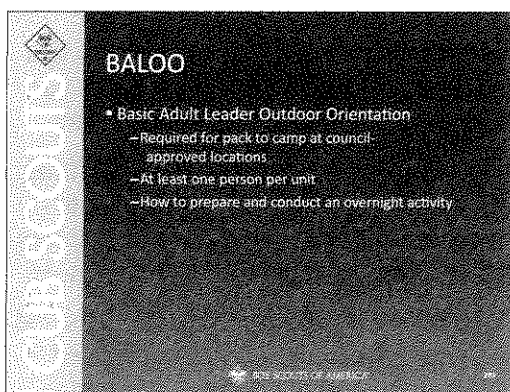 CUB SCOUTS
BALOO
• Basic Adult Leader Outdoor Orientation
–Required for pack to camp at council-
approved locations
–At least one person per unit
–How to prepare and conduct an overnight activity
BOY SCOUTS OF AMERICA